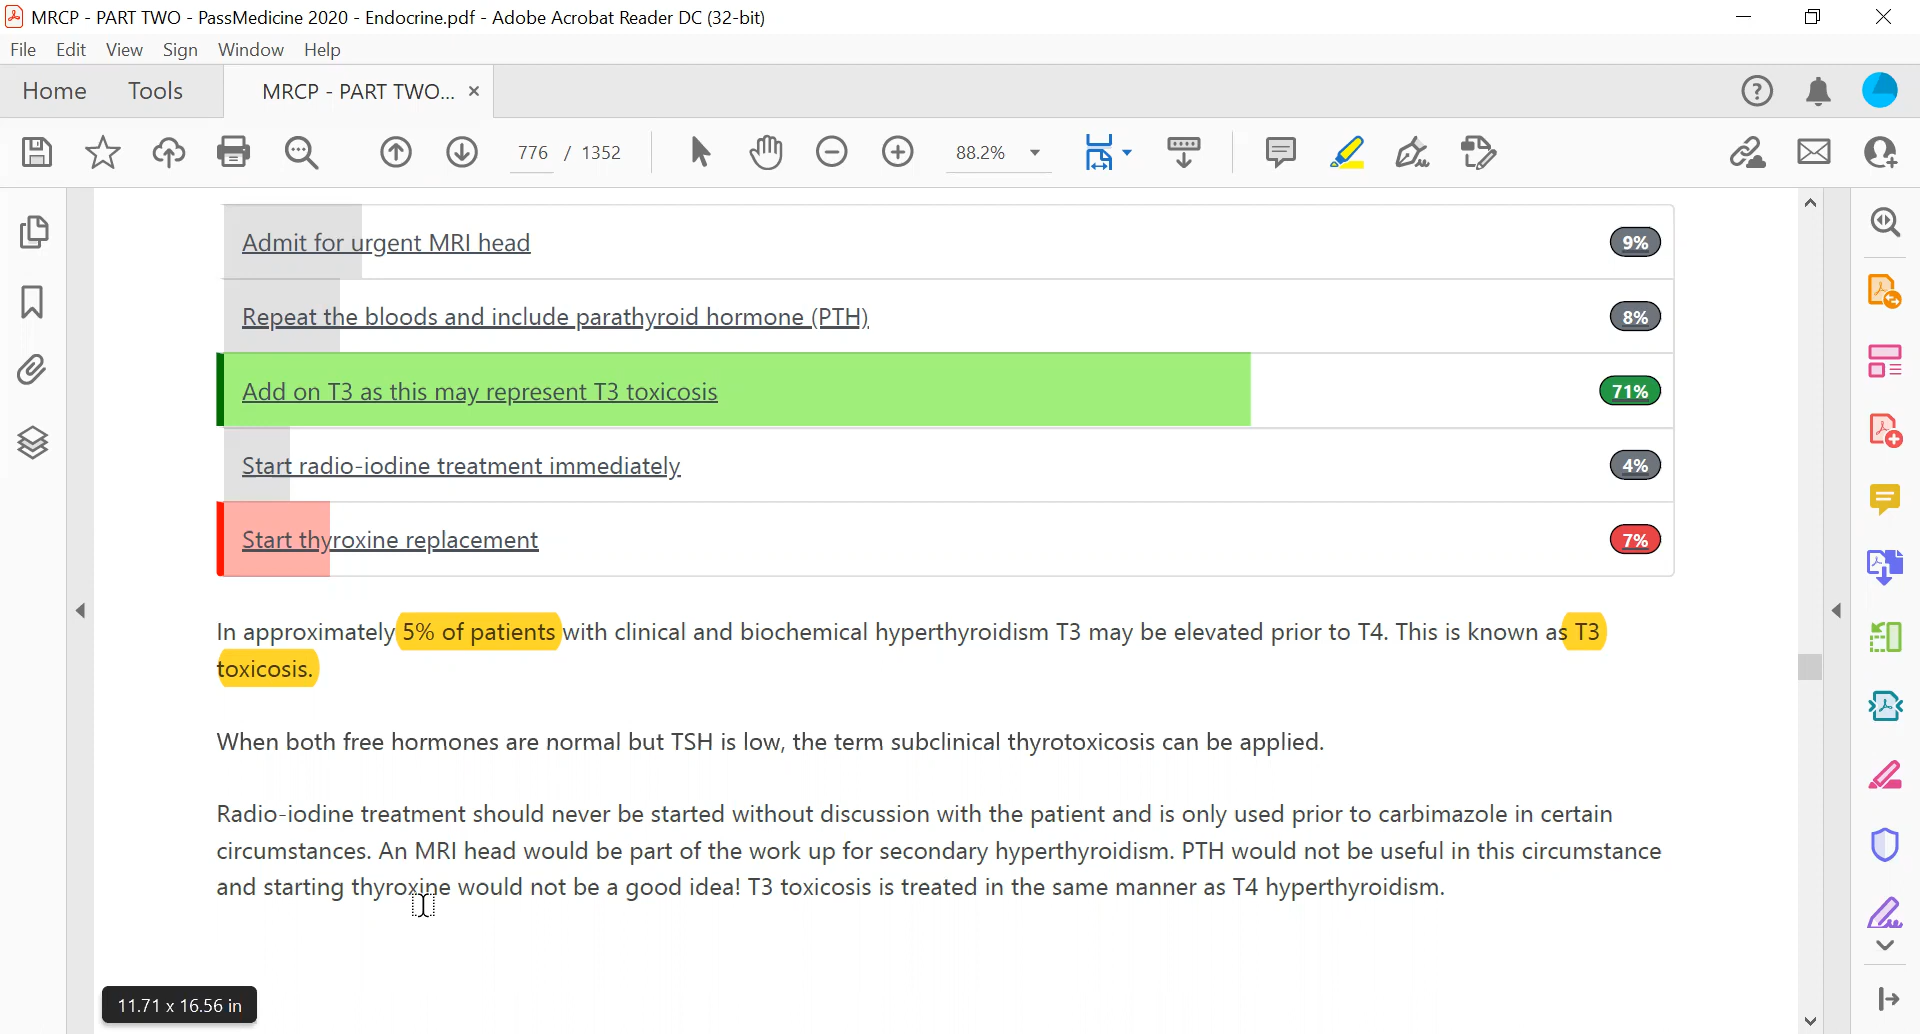 MRCP - PART TWO - PassMedicine 2020 - Endocrine.pdf - Adobe Acrobat Reader DC (32-bit)
File Edit View Sign Window Help
Home Tools MRCP - PART TWO... ×
776 / 1352 88.2%
Admit for urgent MRI head 9%
Repeat the bloods and include parathyroid hormone (PTH) 8%
Add on T3 as this may represent T3 toxicosis 71%
Start radio-iodine treatment immediately 4%
Start thyroxine replacement 7%
In approximately 5% of patients with clinical and biochemical hyperthyroidism T3 may be elevated prior to T4. This is known as T3
toxicosis.
When both free hormones are normal but TSH is low, the term subclinical thyrotoxicosis can be applied.
Radio-iodine treatment should never be started without discussion with the patient and is only used prior to carbimazole in certain
circumstances. An MRI head would be part of the work up for secondary hyperthyroidism. PTH would not be useful in this circumstance
and starting thyroxine would not be a good idea! T3 toxicosis is treated in the same manner as T4 hyperthyroidism.
11.71 x 16.56 in